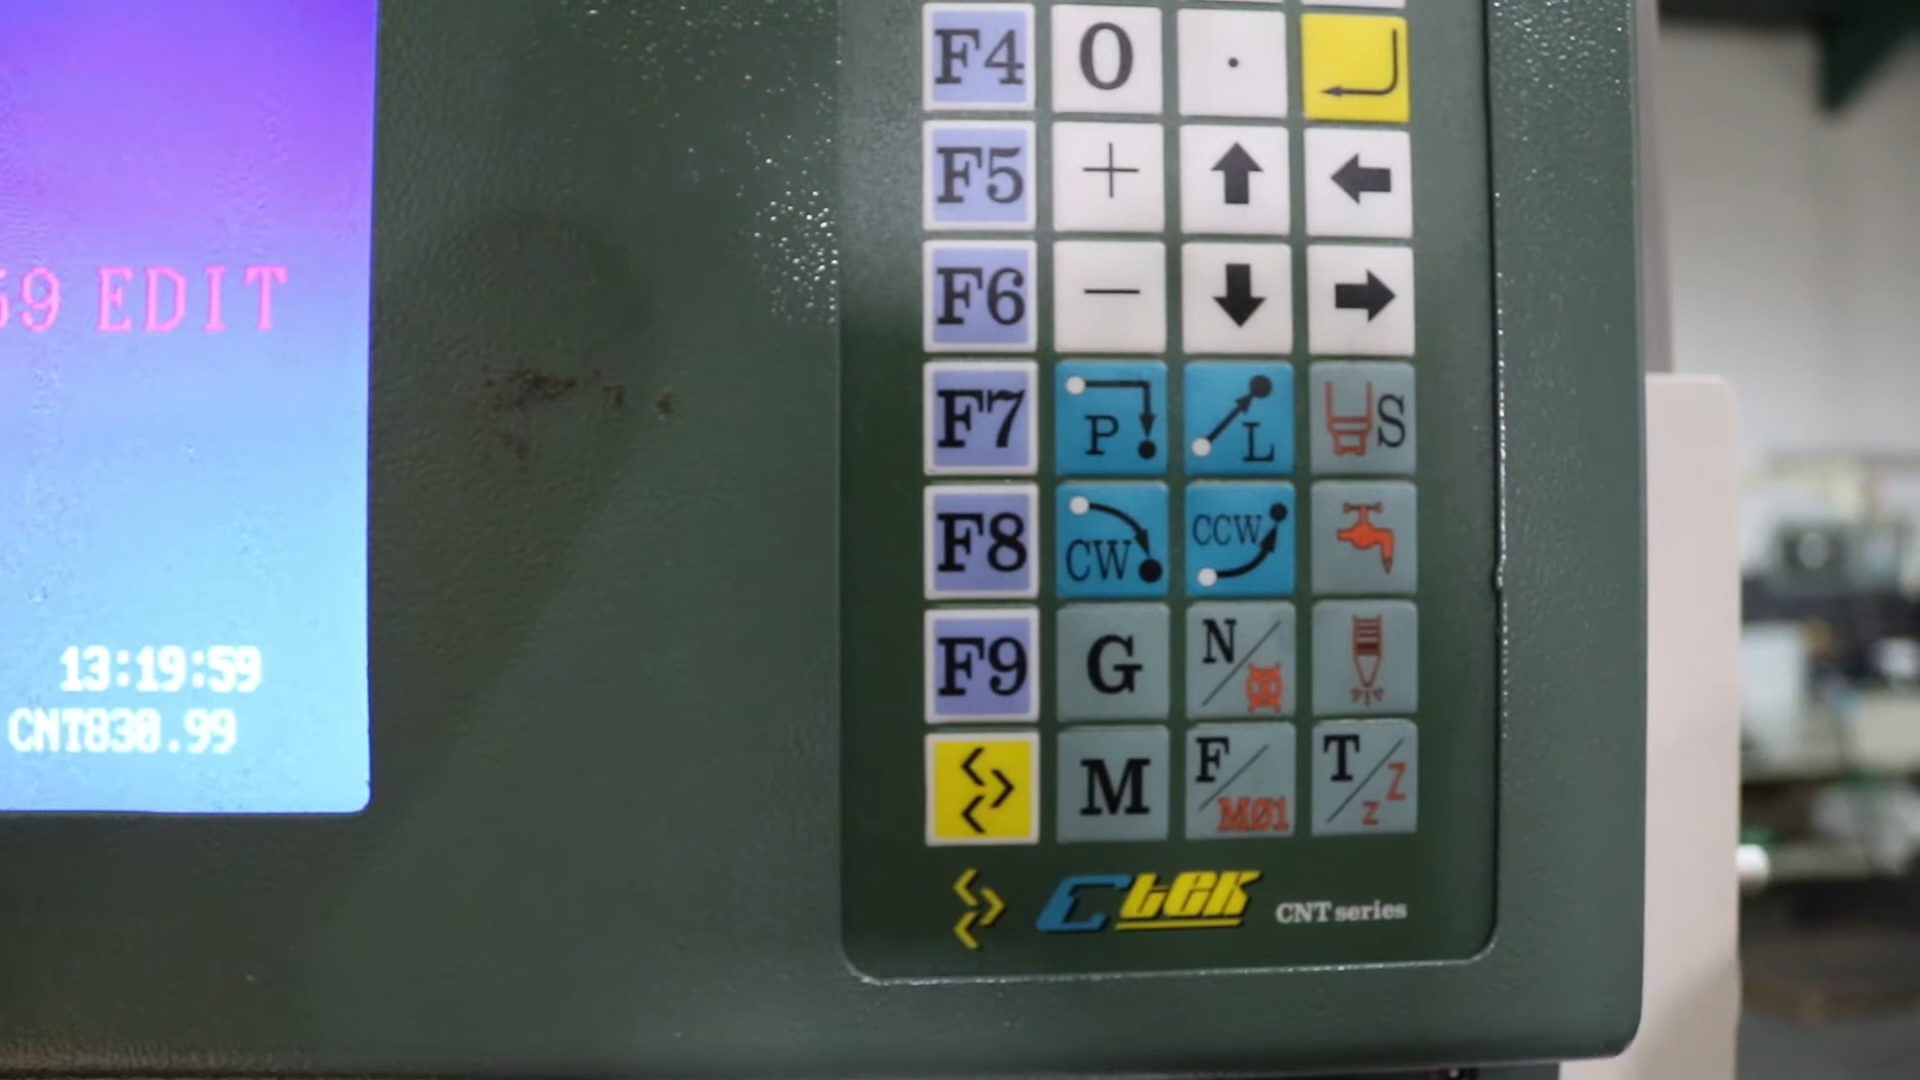 59 EDIT
13:19:59
CNT830.99
F4 0 .
F5 +
F6 −
F7 P L S
F8 CW CCW
F9 G N
M F/M01 T/zZ
Ctek CNT series